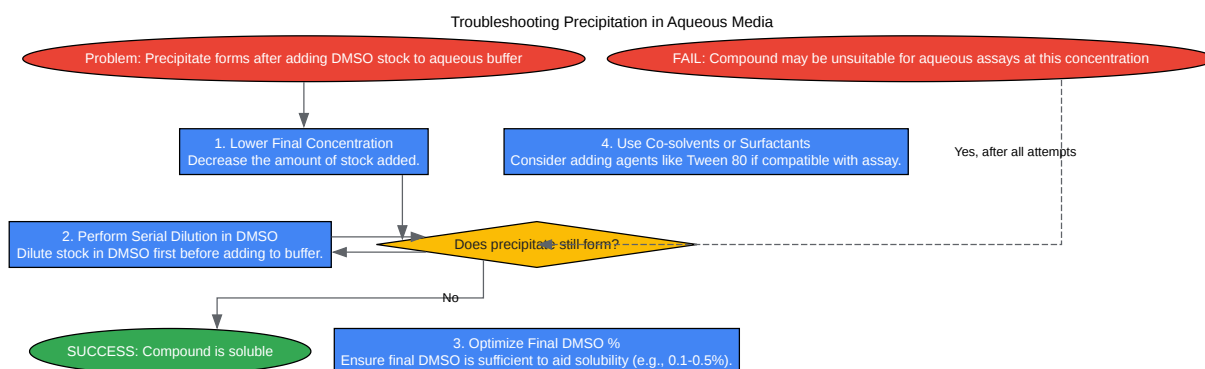 Troubleshooting Precipitation in Aqueous Media
Problem: Precipitate forms after adding DMSO stock to aqueous buffer
FAIL: Compound may be unsuitable for aqueous assays at this concentration
1. Lower Final Concentration
Decrease the amount of stock added.
4. Use Co-solvents or Surfactants
Consider adding agents like Tween 80 if compatible with assay.
Yes, after all attempts
2. Perform Serial Dilution in DMSO
Dilute stock in DMSO first before adding to buffer.
Does precipitate still form?
No
SUCCESS: Compound is soluble
3. Optimize Final DMSO %
Ensure final DMSO is sufficient to aid solubility (e.g., 0.1-0.5%).